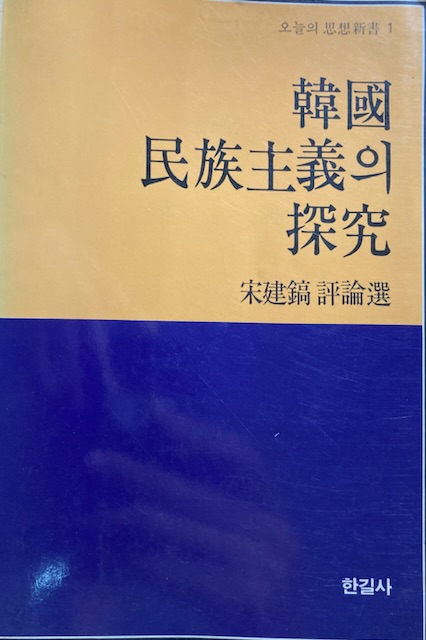 오늘의 思想新書 1
韓國
民族主義의
探究
宋建鎬 評論選
한길사